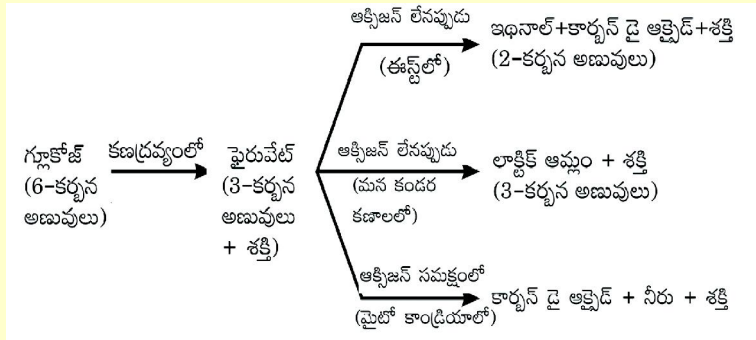 ఆక్సిజన్ లేనప్పుడు
(ఈస్ట్‌లో)
ఇథనాల్+కార్బన్ డై ఆక్సైడ్+శక్తి
(2-కర్బన అణువులు)
గ్లూకోజ్
(6-కర్బన
అణువులు)
కణద్రవ్యంలో
ఫైరువేట్
(3-కర్బన
అణువులు
+ శక్తి)
ఆక్సిజన్ లేనప్పుడు
(మన కండర
కణాలలో)
లాక్టిక్ ఆమ్లం + శక్తి
(3-కర్బన అణువులు)
ఆక్సిజన్ సమక్షంలో
(మైటో కాండ్రియాలో)
కార్బన్ డై ఆక్సైడ్ + నీరు + శక్తి